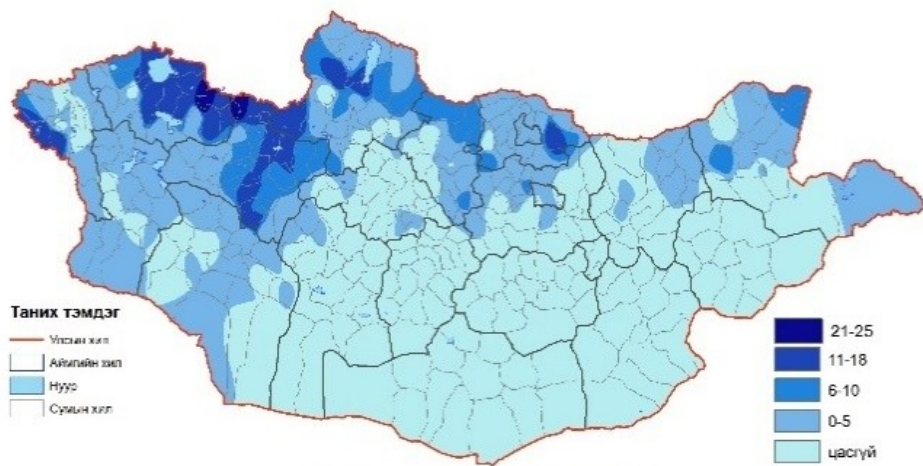 Таних тэмдэг
Улсын хил
Аймгийн хил
Нуур
Сумын хил
21-25
11-18
6-10
0-5
цасгүй